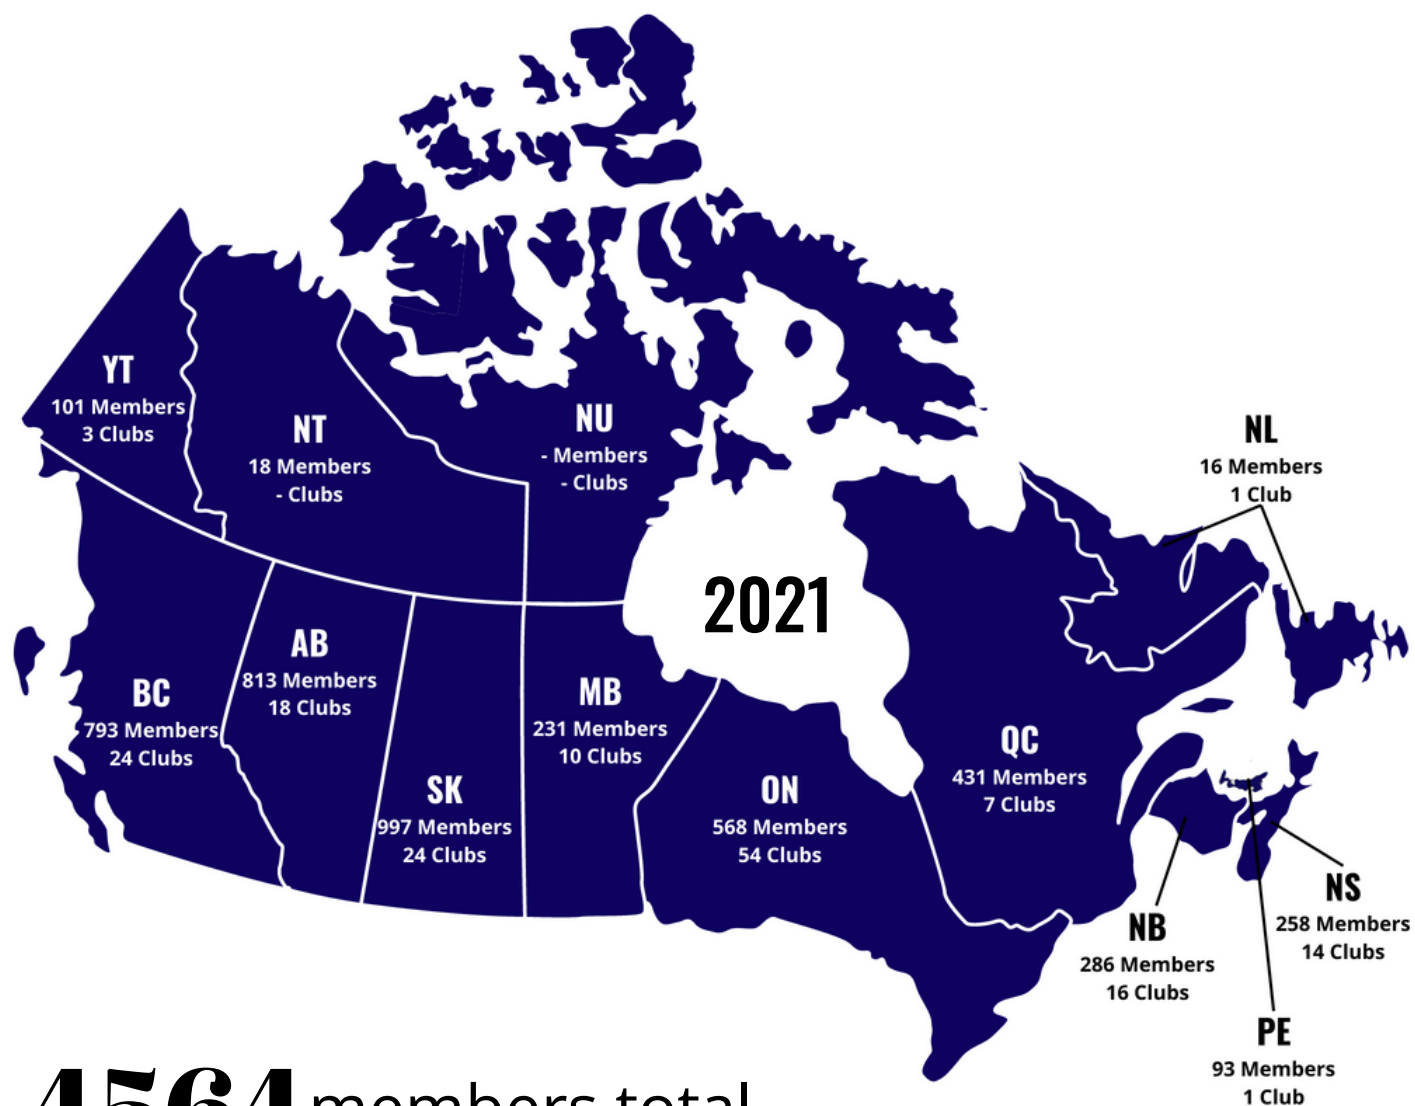 YT
101 Members
3 Clubs
NT
18 Members
- Clubs
NU
- Members
- Clubs
NL
16 Members
1 Club
2021
BC
793 Members
24 Clubs
AB
813 Members
18 Clubs
SK
997 Members
24 Clubs
MB
231 Members
10 Clubs
ON
568 Members
54 Clubs
QC
431 Members
7 Clubs
NB
286 Members
16 Clubs
NS
258 Members
14 Clubs
PE
93 Members
1 Club
4564 members total